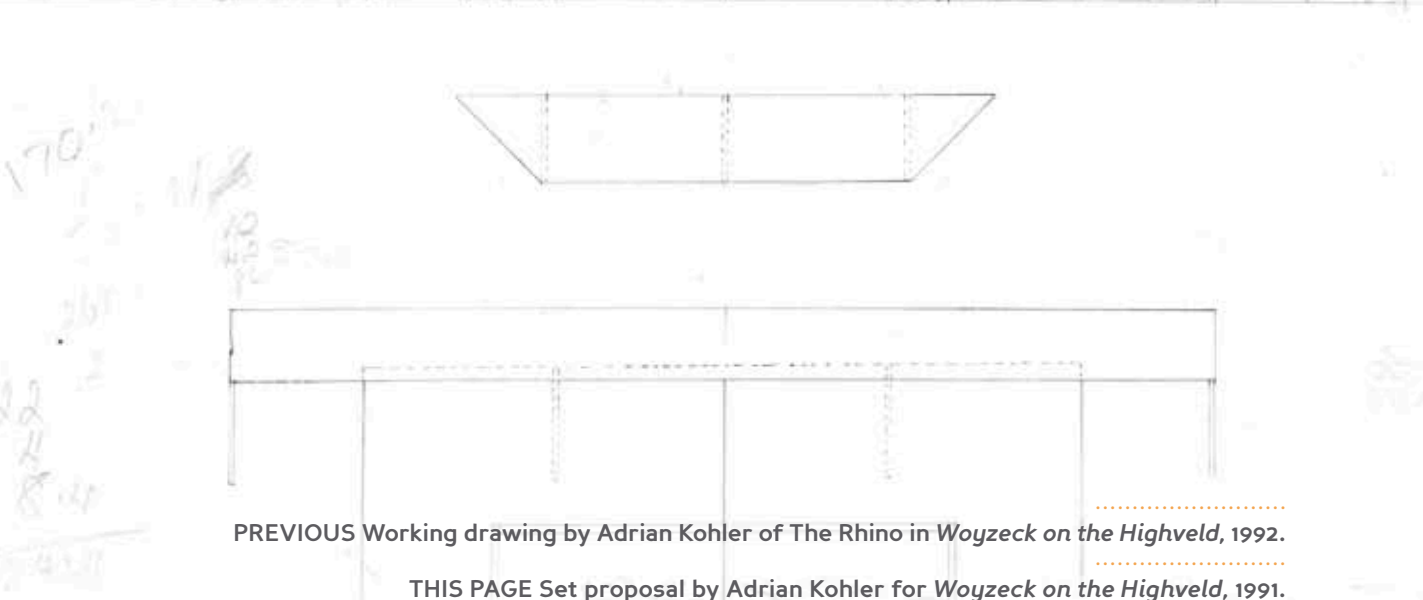 170
PREVIOUS Working drawing by Adrian Kohler of The Rhino in Woyzeck on the Highveld, 1992.
THIS PAGE Set proposal by Adrian Kohler for Woyzeck on the Highveld, 1991.